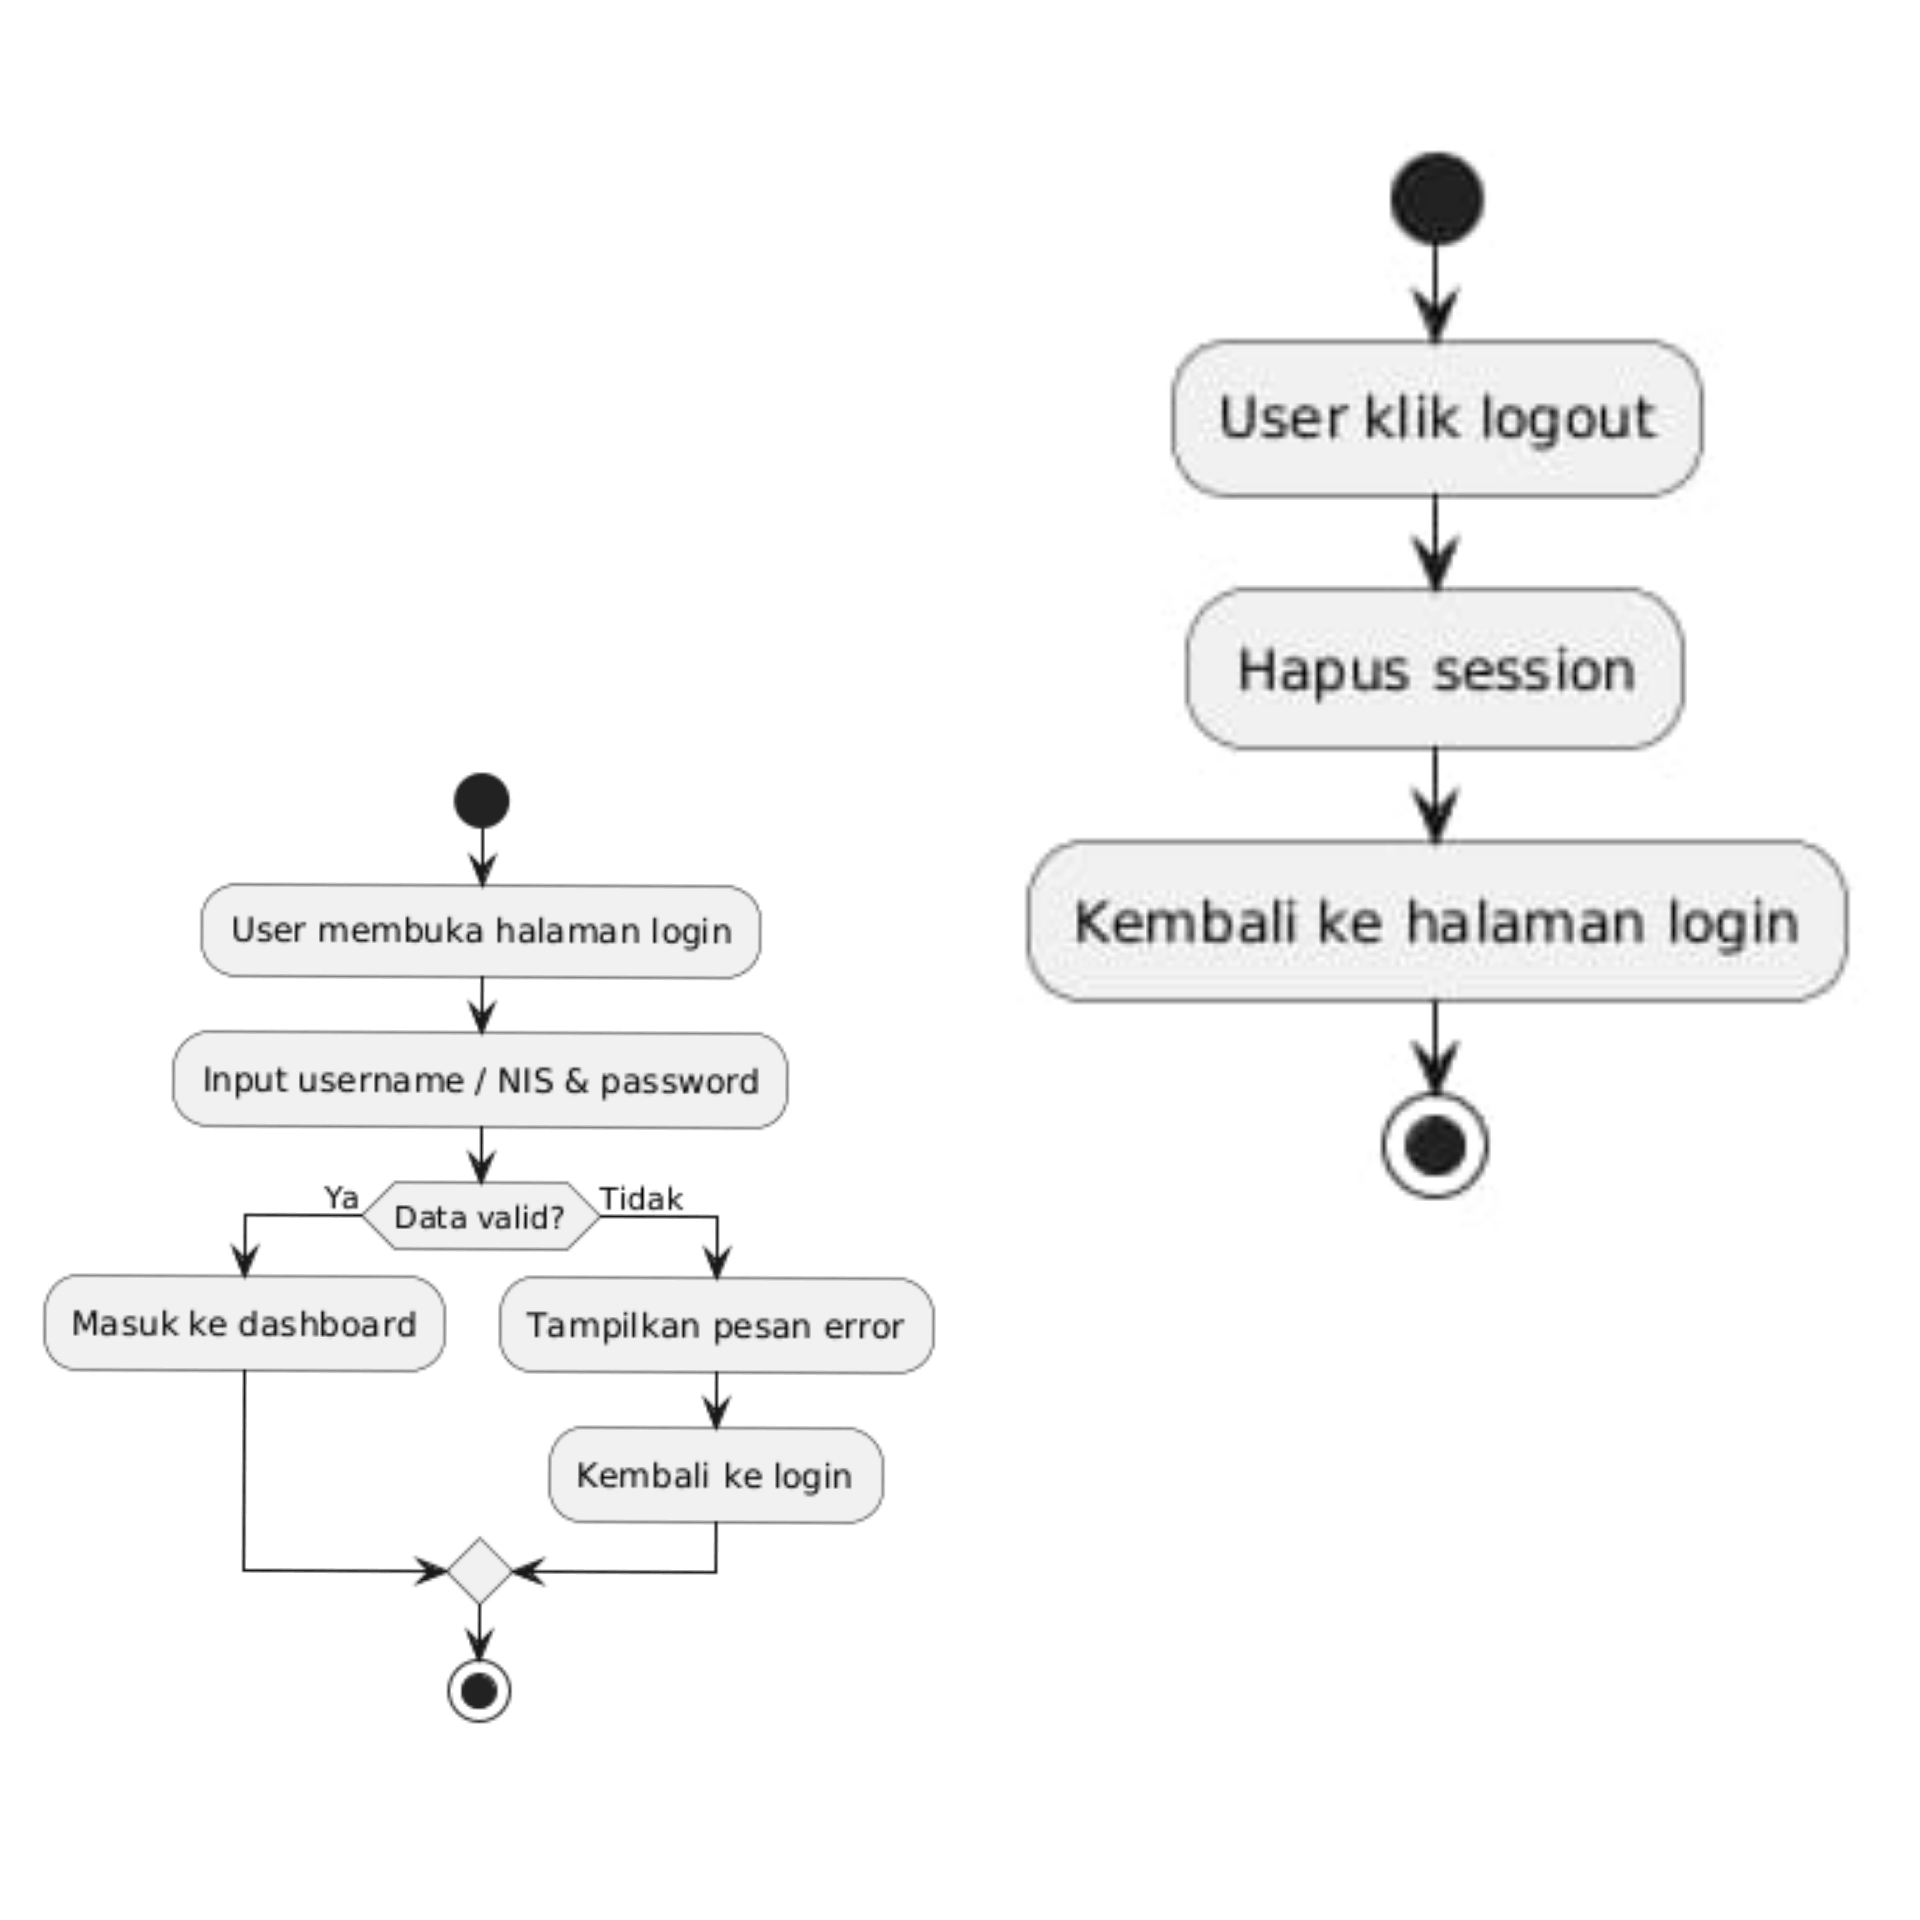 User membuka halaman login
Input username / NIS & password
Ya
Data valid?
Tidak
Masuk ke dashboard
Tampilkan pesan error
Kembali ke login
User klik logout
Hapus session
Kembali ke halaman login